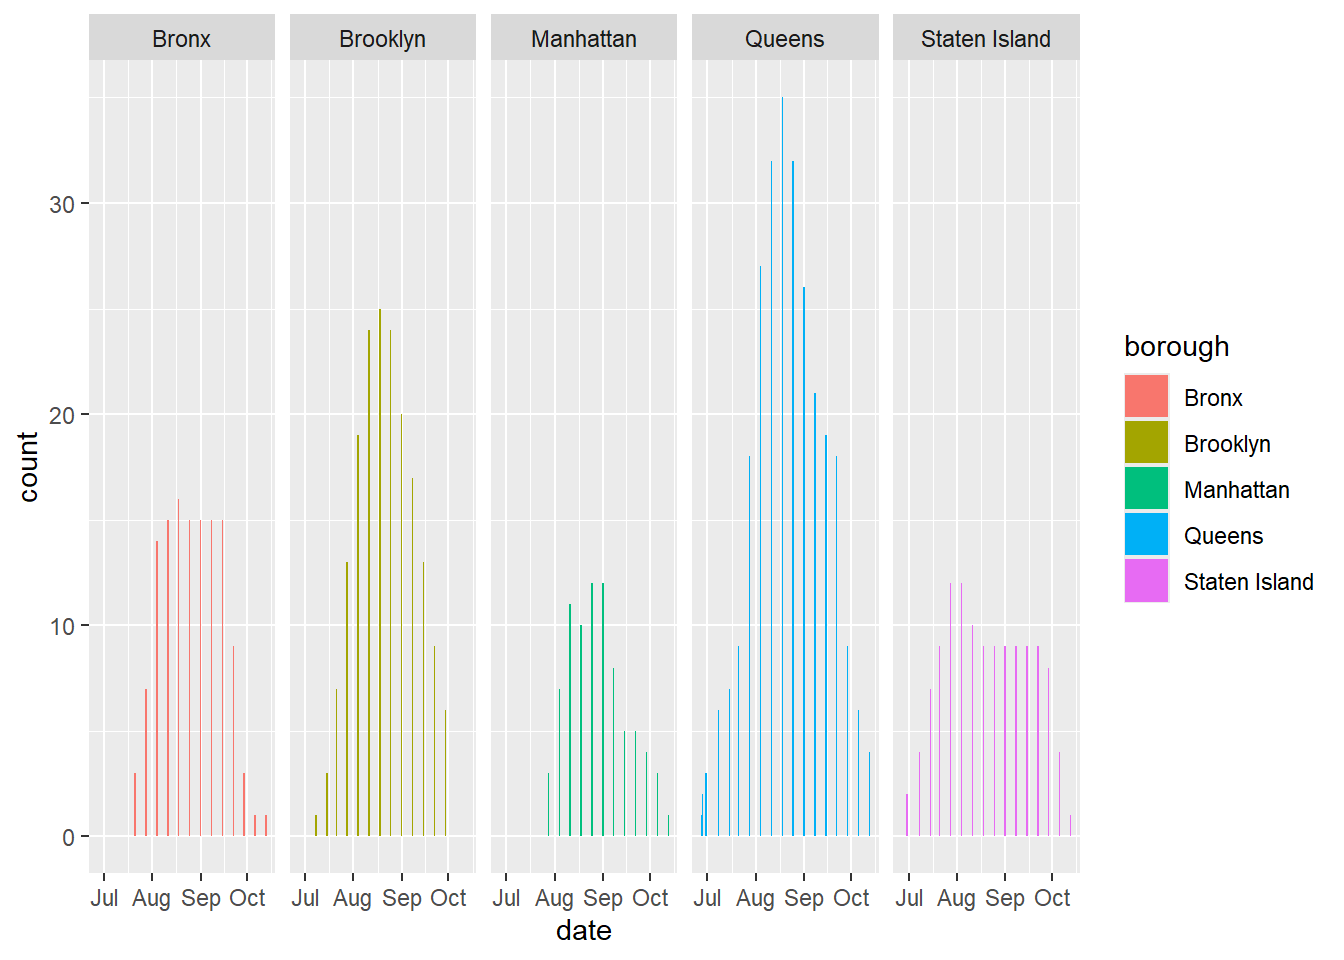 Bronx Brooklyn Manhattan Queens Staten Island
30
20
10
0
count
Jul Aug Sep Oct Jul Aug Sep Oct Jul Aug Sep Oct Jul Aug Sep Oct Jul Aug Sep Oct
date
borough
Bronx
Brooklyn
Manhattan
Queens
Staten Island